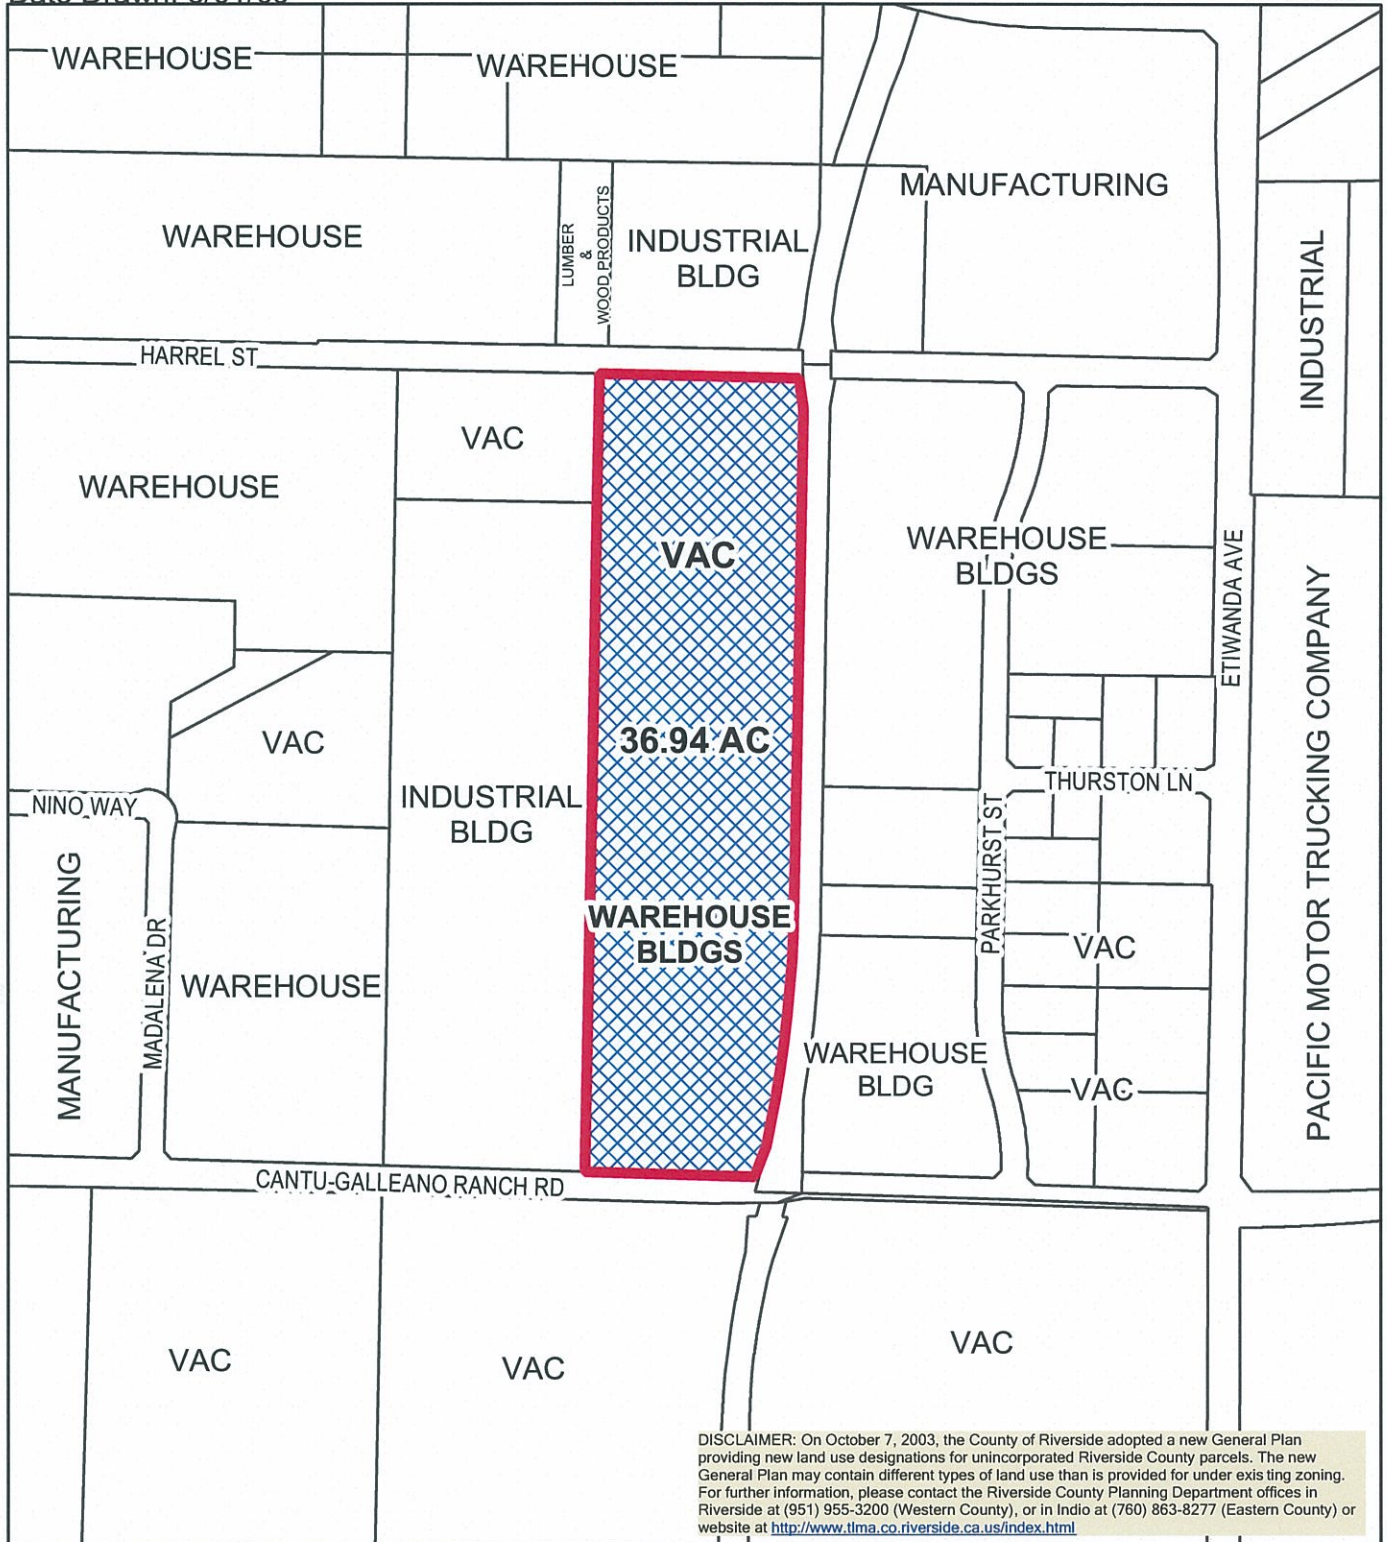 WAREHOUSE
WAREHOUSE
MANUFACTURING
WAREHOUSE
LUMBER
&
WOOD PRODUCTS
INDUSTRIAL
BLDG
INDUSTRIAL
HARREL ST
VAC
WAREHOUSE
VAC
WAREHOUSE
BLDGS
ETIWANDA AVE
VAC
36.94 AC
THURSTON LN
NINO WAY
INDUSTRIAL
BLDG
PARKHURST ST
PACIFIC MOTOR TRUCKING COMPANY
MANUFACTURING
MADALENA DR
WAREHOUSE
WAREHOUSE
BLDGS
VAC
WAREHOUSE
BLDG
VAC
CANTU-GALLEANO RANCH RD
VAC
VAC
VAC
DISCLAIMER: On October 7, 2003, the County of Riverside adopted a new General Plan
providing new land use designations for unincorporated Riverside County parcels. The new
General Plan may contain different types of land use than is provided for under existing zoning.
For further information, please contact the Riverside County Planning Department offices in
Riverside at (951) 955-3200 (Western County), or in Indio at (760) 863-8277 (Eastern County) or
website at http://www.tlma.co.riverside.ca.us/index.html